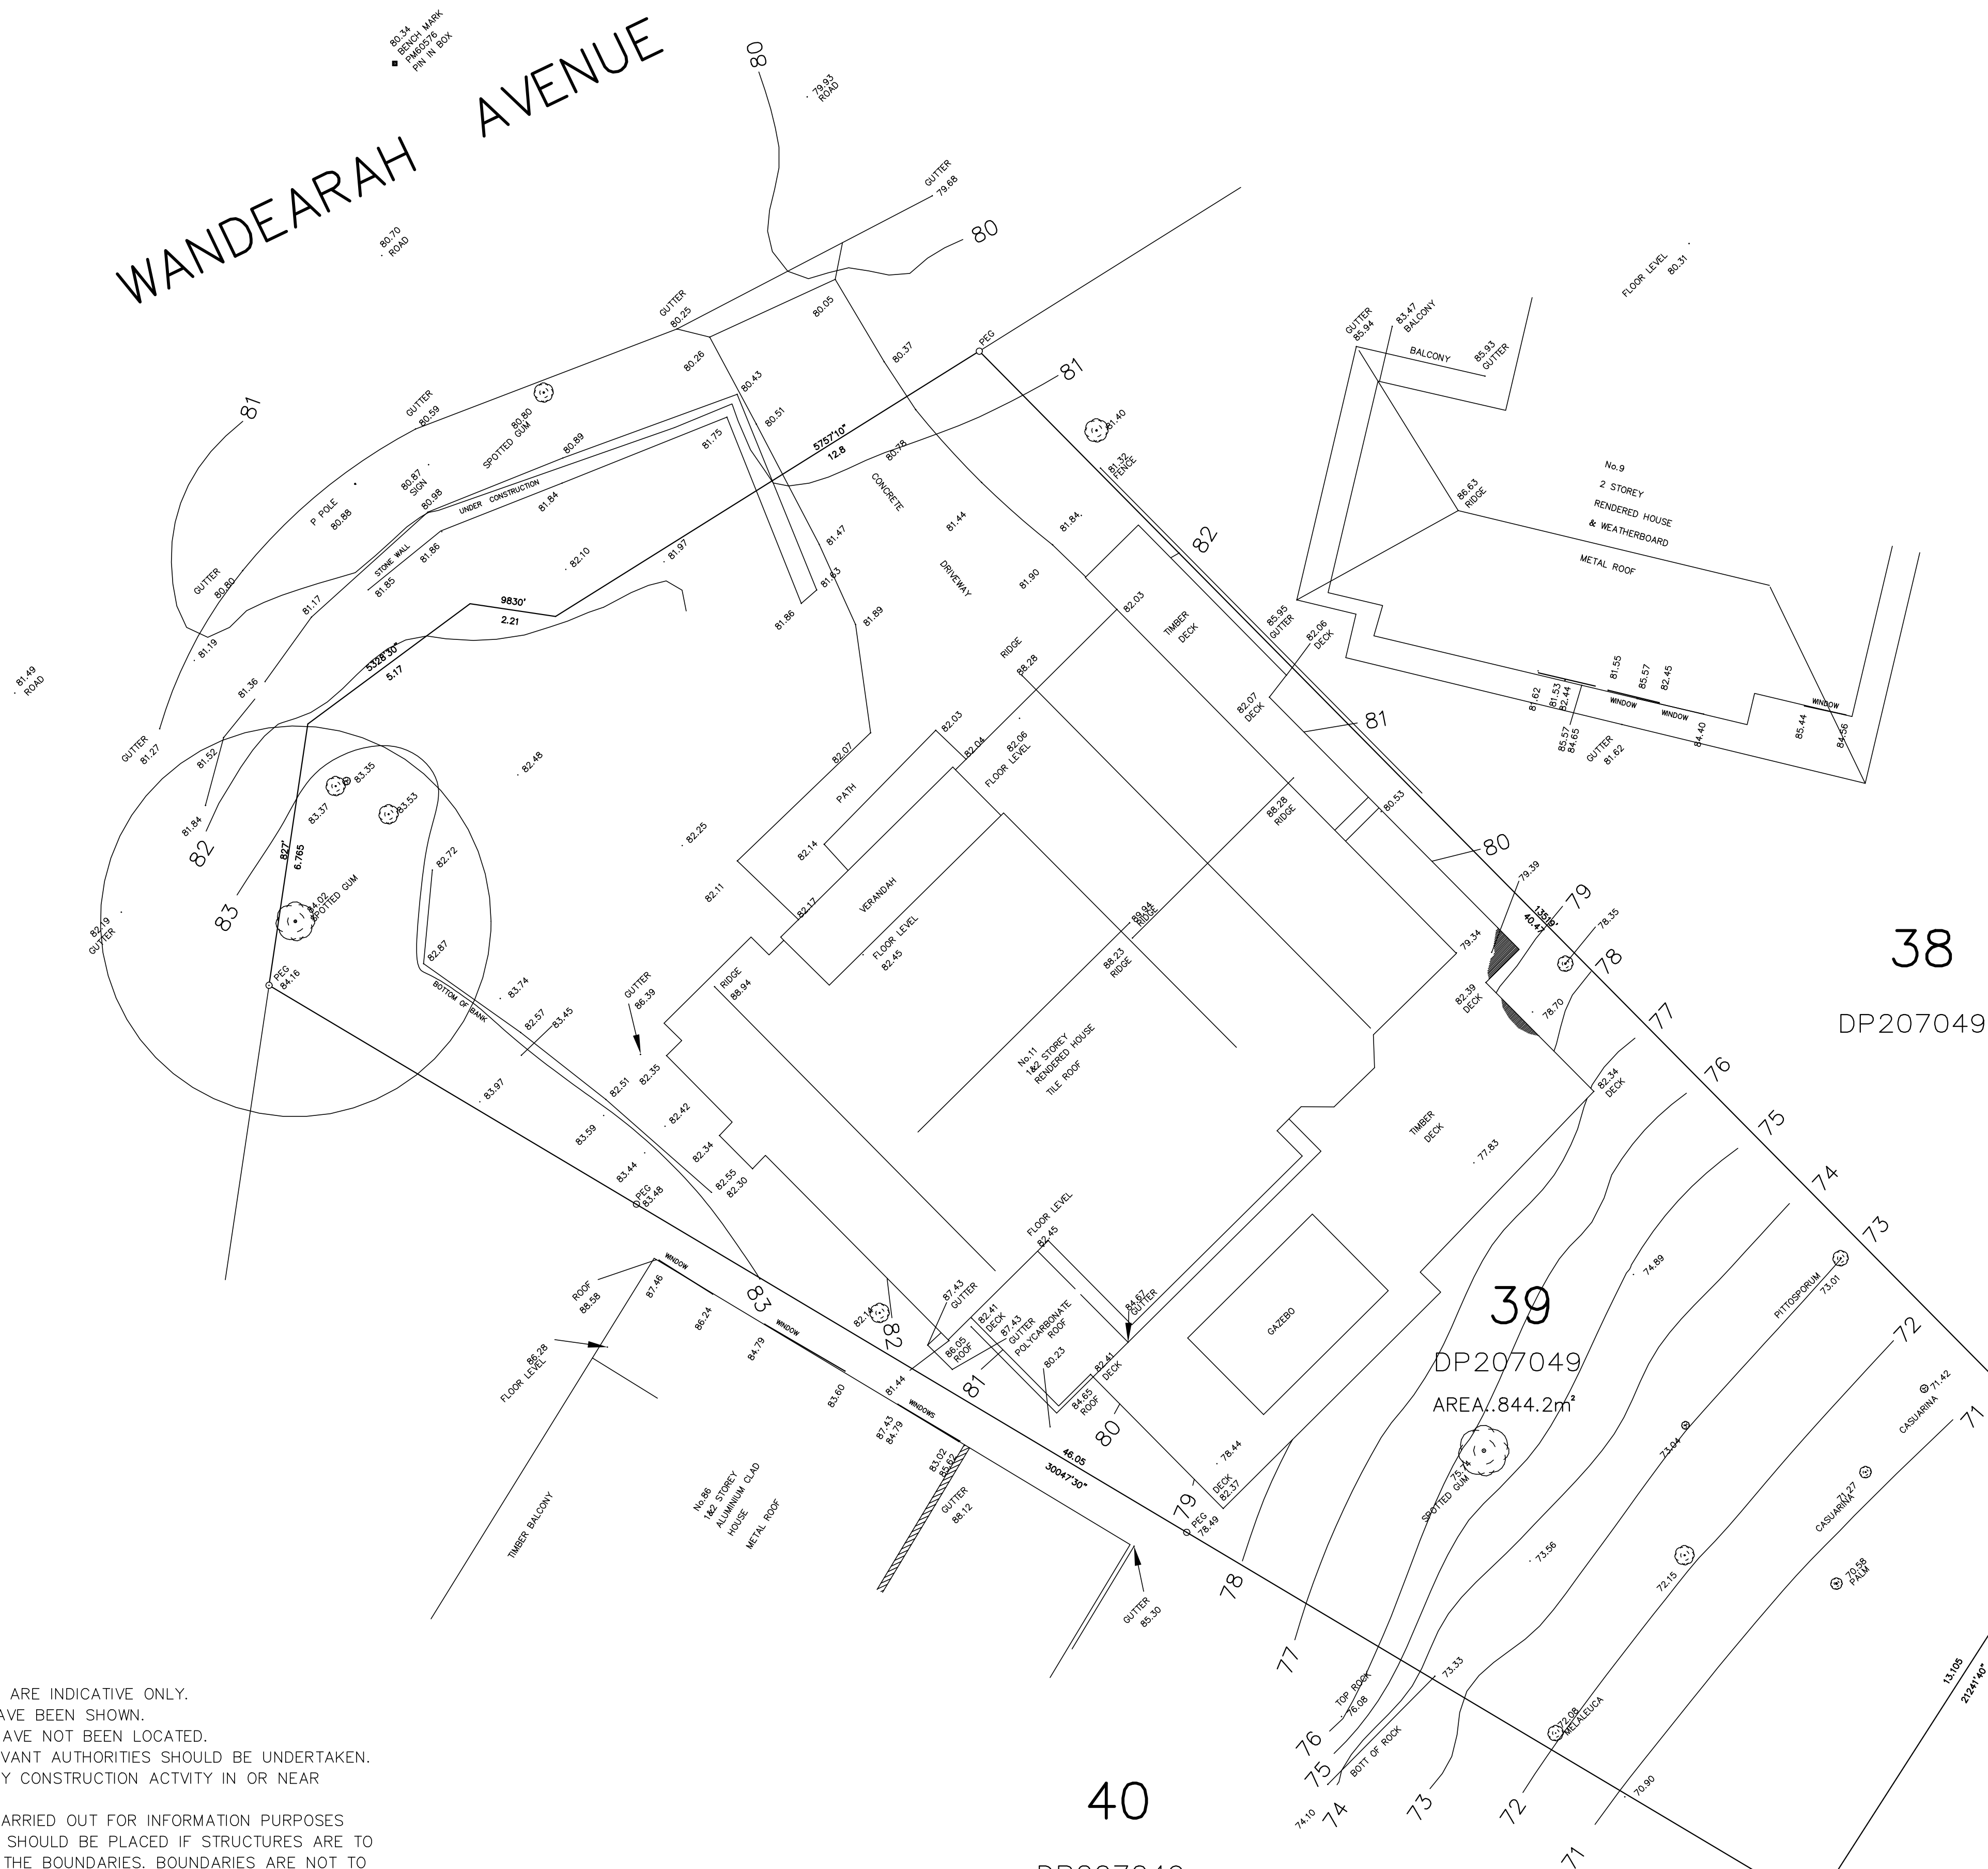 80.34
BENCH MARK
PM60576
PIN IN BOX
WANDEARAH AVENUE
80
79.93
ROAD
GUTTER
79.68
80
80.70
ROAD
GUTTER
80.25
80.05
80.26
80.37
PEG
81
80.43
80.51
5757'10"
12.8
80.78
CONCRETE
DRIVEWAY
81
GUTTER
80.59
80.80
SPOTTED GUM
80.89
81.75
80.87
SIGN
80.98
UNDER CONSTRUCTION
81.84
P POLE
80.88
STONE WALL
81.85
81.86
82.10
81.97
GUTTER
80.80
81.17
81.19
81.49
ROAD
9830'
2.21
5328'30"
5.17
81.36
GUTTER
81.27
81.52
81.84
82
83
827'
6.765
83.37
83.35
83.53
84.02
SPOTTED GUM
82.19
GUTTER
PEG
84.16
82.72
82.87
BOTTOM OF BANK
82.48
82.25
82.11
81.47
81.63
81.86
81.89
81.44
81.90
81.84
81.40
81.32
FENCE
82
82.03
TIMBER
DECK
RIDGE
88.28
82.07
PATH
82.03
82.04
82.06
FLOOR LEVEL
82.14
82.17
VERANDAH
FLOOR LEVEL
82.45
88.28
RIDGE
89.94
RIDGE
88.23
RIDGE
RIDGE
88.94
No.11
1&2 STOREY
RENDERED HOUSE
TILE ROOF
FLOOR LEVEL
80.31
GUTTER
85.94
83.47
BALCONY
BALCONY
85.93
GUTTER
86.63
RIDGE
No.9
2 STOREY
RENDERED HOUSE
& WEATHERBOARD
METAL ROOF
85.95
GUTTER
82.06
DECK
82.07
DECK
81.62
81.53
82.44
81.55
85.57
82.45
WINDOW
WINDOW
WINDOW
85.57
84.65
GUTTER
81.62
84.40
85.44
84.56
81
80.53
80
79.39
79
13519'
40.47
78.35
78
79.34
82.39
DECK
78.70
77
82.34
DECK
76
75
74
73
38
DP207049
TIMBER
DECK
77.83
83.74
82.57
83.45
GUTTER
86.39
83.97
82.51
82.35
82.42
83.59
82.34
83.44
82.55
82.30
PEG
83.48
ROOF
88.58
WINDOW
87.46
86.24
83
WINDOW
84.79
86.28
FLOOR LEVEL
82.14
82
83.60
81.44
WINDOWS
87.43
84.79
83.02
85.62
GUTTER
88.12
TIMBER BALCONY
No.86
1&2 STOREY
ALUMINIUM CLAD
HOUSE
METAL ROOF
FLOOR LEVEL
82.45
87.43
GUTTER
82.41
DECK
87.43
GUTTER
POLYCARBONATE
ROOF
86.05
ROOF
80.23
84.67
GUTTER
82.41
DECK
84.65
ROOF
81
80
46.05
30047'30"
GAZEBO
78.44
DECK
82.37
79
PEG
78.49
78
GUTTER
85.30
39
DP207049
AREA..844.2m²
75.74
SPOTTED GUM
74.89
PITTOSPORUM
73.01
72
73.04
71.42
CASUARINA
71
71.27
CASUARINA
70.58
PALM
73.56
72.15
72.08
MELALEUCA
70.90
13.105
21241'40"
77
TOP ROCK
76.08
73.33
76
75
BOTT OF ROCK
74.10
74
73
72
71
40
ARE INDICATIVE ONLY.
AVE BEEN SHOWN.
AVE NOT BEEN LOCATED.
VANT AUTHORITIES SHOULD BE UNDERTAKEN.
Y CONSTRUCTION ACTVITY IN OR NEAR
ARRIED OUT FOR INFORMATION PURPOSES
SHOULD BE PLACED IF STRUCTURES ARE TO
THE BOUNDARIES. BOUNDARIES ARE NOT TO